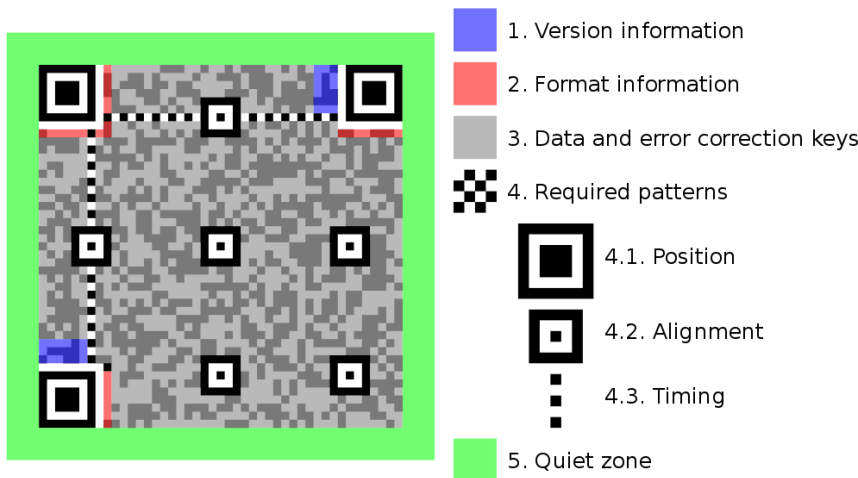 1. Version information
2. Format information
3. Data and error correction keys
4. Required patterns
4.1. Position
4.2. Alignment
4.3. Timing
5. Quiet zone